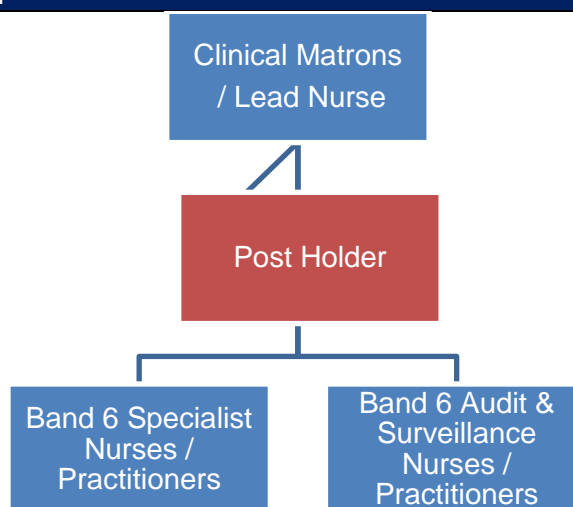 Clinical Matrons
/ Lead Nurse
Post Holder
Band 6 Specialist
Nurses /
Practitioners
Band 6 Audit &
Surveillance
Nurses /
Practitioners